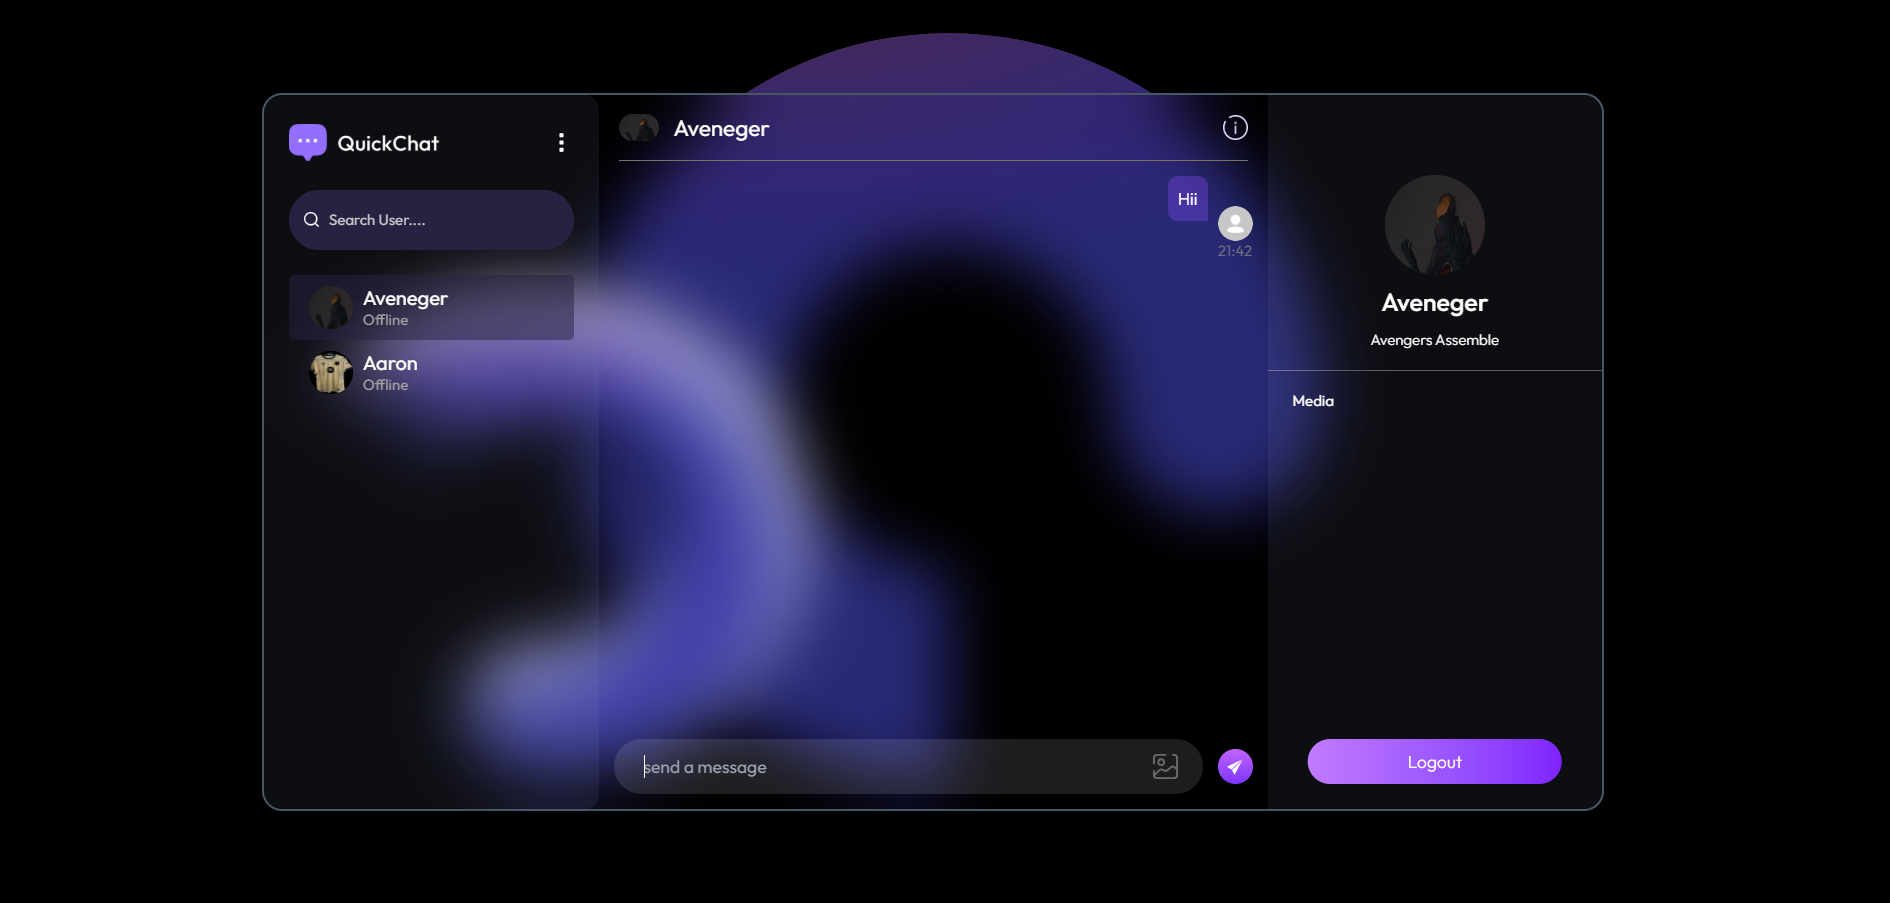 QuickChat
Search User....
Aveneger
Offline
Aaron
Offline
Aveneger
Hii
21:42
send a message
Aveneger
Avengers Assemble
Media
Logout